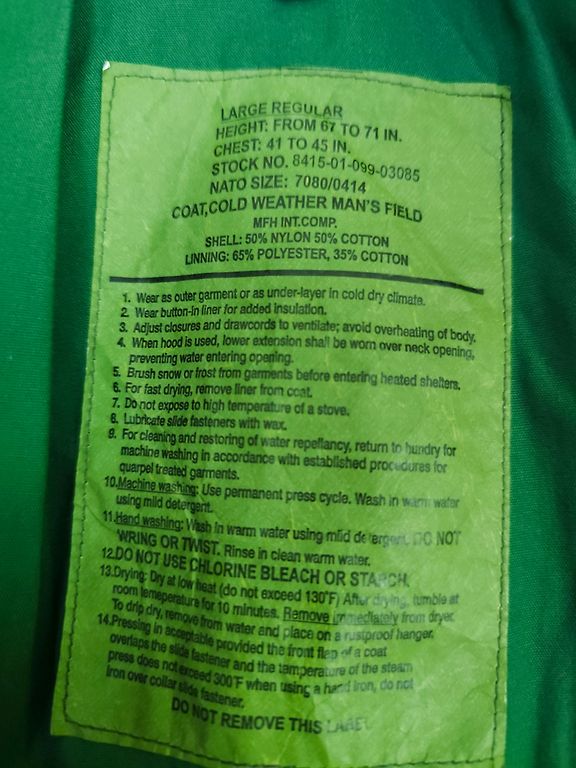 LARGE REGULAR
HEIGHT: FROM 67 TO 71 IN.
CHEST: 41 TO 45 IN.
STOCK NO. 8415-01-099-03085
NATO SIZE: 7080/0414
COAT,COLD WEATHER MAN'S FIELD
MFH INT.COMP.
SHELL: 50% NYLON 50% COTTON
LINNING: 65% POLYESTER, 35% COTTON
1. Wear as outer garment or as under-layer in cold dry climate.
2. Wear button-in liner for added insulation.
3. Adjust closures and drawcords to ventilate; avoid overheating of body.
4. When hood is used, lower extension shall be worn over neck opening,
preventing water entering opening.
5. Brush snow or frost from garments before entering heated shelters.
6. For fast drying, remove liner from coat.
7. Do not expose to high temperature of a stove.
8. Lubricate slide fasteners with wax.
9. For cleaning and restoring of water repellancy, return to hundry for
machine washing in accordance with established procedures for
quarpel treated garments.
10.Machine washing: Use permanent press cycle. Wash in warm water
using mild detergent.
11.Hand washing: Wash in warm water using mild detergent. DO NOT
WRING OR TWIST. Rinse in clean warm water.
12.DO NOT USE CHLORINE BLEACH OR STARCH.
13.Drying: Dry at low heat (do not exceed 130°F) After drying, tumble at
room temeperature for 10 minutes. Remove immediately from dryer.
To drip dry, remove from water and place on a rustproof hanger.
14.Pressing in acceptable provided the front flap of a coat
overlaps the slide fastener and the temperature of the steam
press does not exceed 300°F when using a hand iron, do not
iron over collar slide fastener.
DO NOT REMOVE THIS LABEL